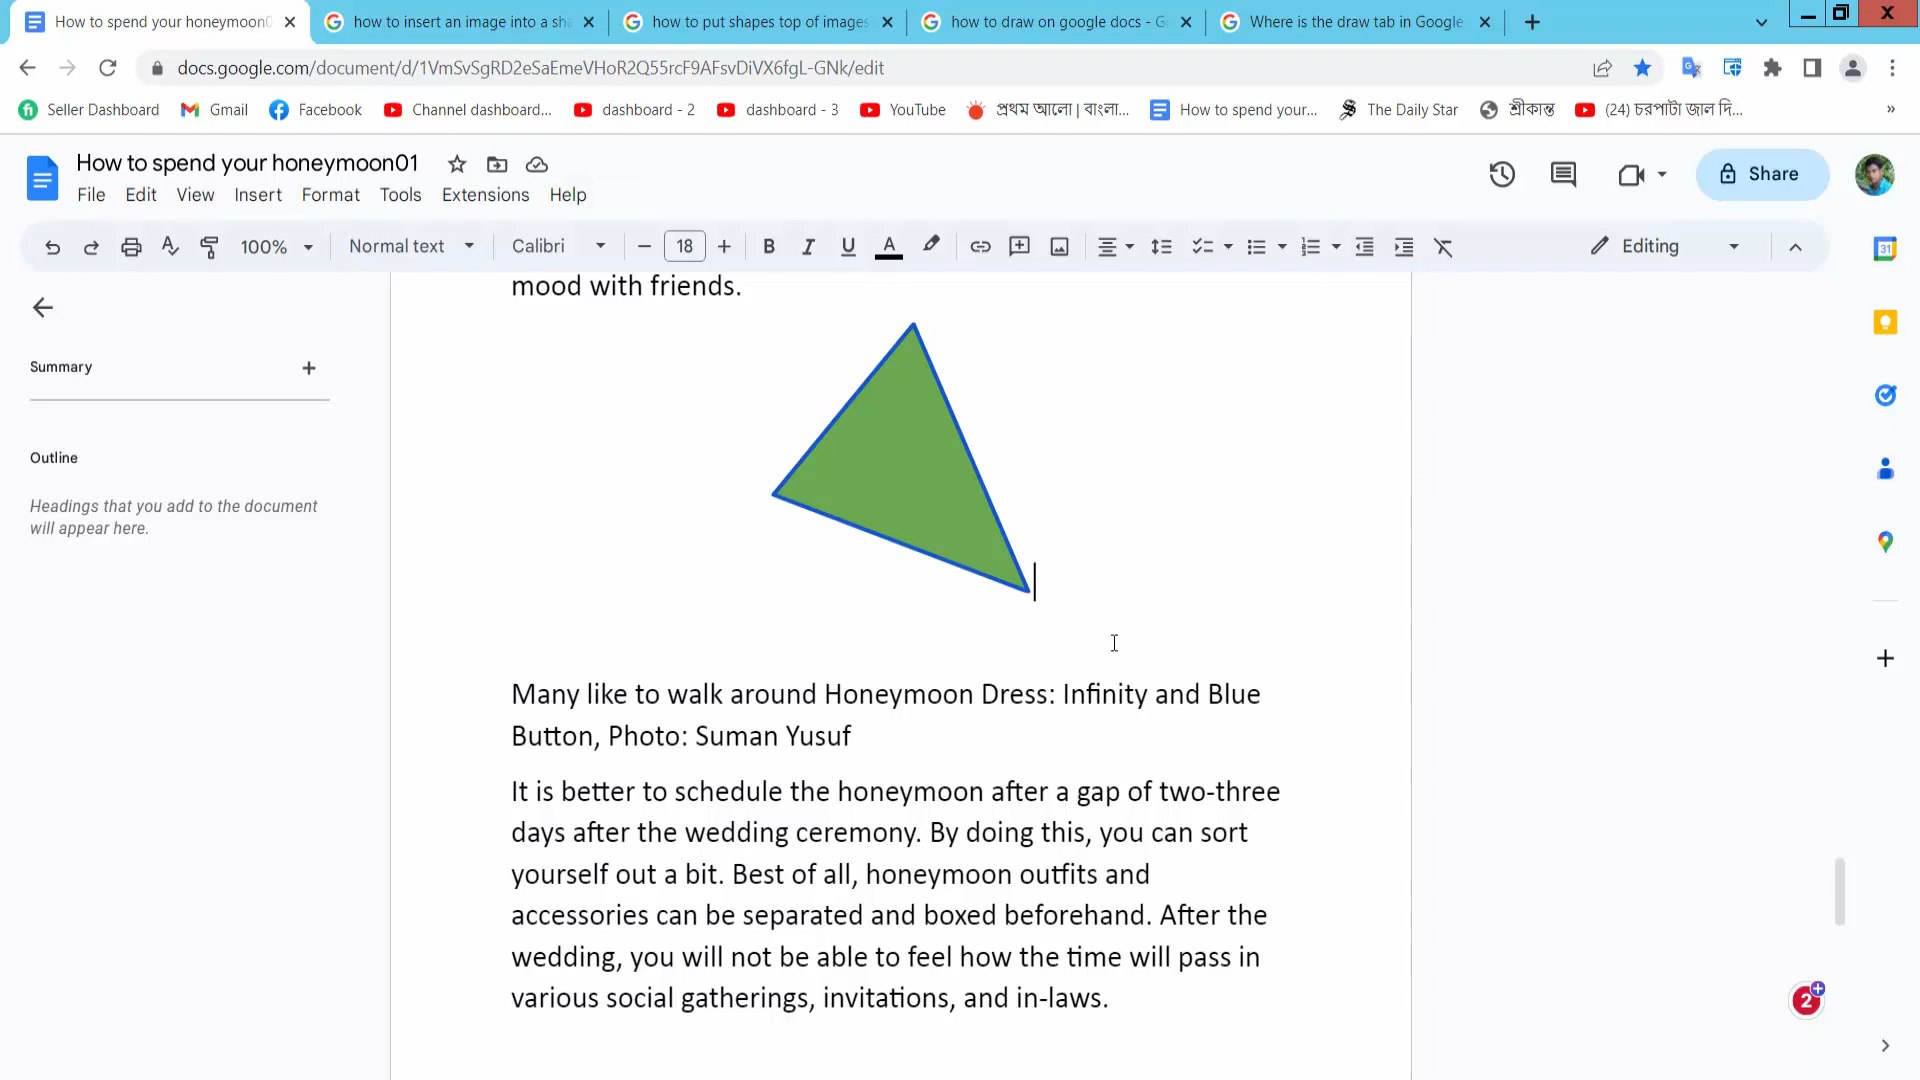 How to spend your honeymoon0
how to insert an image into a sha
how to put shapes top of images
how to draw on google docs - Go
Where is the draw tab in Google
docs.google.com/document/d/1VmSvSgRD2eSaEmeVHoR2Q55rcF9AFsvDiVX6fgL-GNk/edit
Seller Dashboard
Gmail
Facebook
Channel dashboard...
dashboard - 2
dashboard - 3
YouTube
প্রথম আলো | বাংলা...
How to spend your...
The Daily Star
শ্রীকান্ত
(24) চরপাটা জাল দি...
How to spend your honeymoon01
File Edit View Insert Format Tools Extensions Help
Share
100%
Normal text
Calibri
18
B I U A
Editing
31
mood with friends.
Summary
Outline
Headings that you add to the document
will appear here.
Many like to walk around Honeymoon Dress: Infinity and Blue
Button, Photo: Suman Yusuf
It is better to schedule the honeymoon after a gap of two-three
days after the wedding ceremony. By doing this, you can sort
yourself out a bit. Best of all, honeymoon outfits and
accessories can be separated and boxed beforehand. After the
wedding, you will not be able to feel how the time will pass in
various social gatherings, invitations, and in-laws.
2